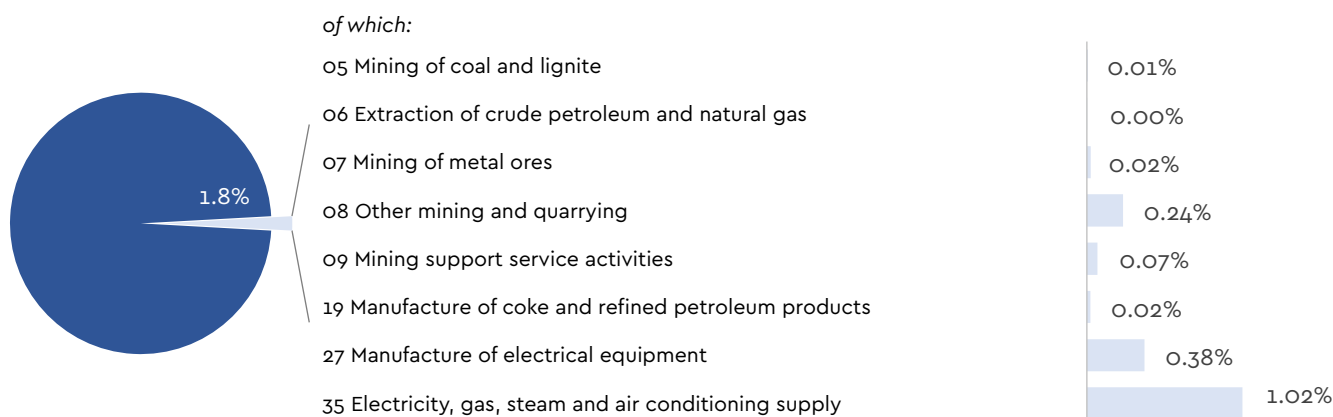 of which:
05 Mining of coal and lignite 0.01%
06 Extraction of crude petroleum and natural gas 0.00%
07 Mining of metal ores 0.02%
1.8%
08 Other mining and quarrying 0.24%
09 Mining support service activities 0.07%
19 Manufacture of coke and refined petroleum products 0.02%
27 Manufacture of electrical equipment 0.38%
35 Electricity, gas, steam and air conditioning supply 1.02%